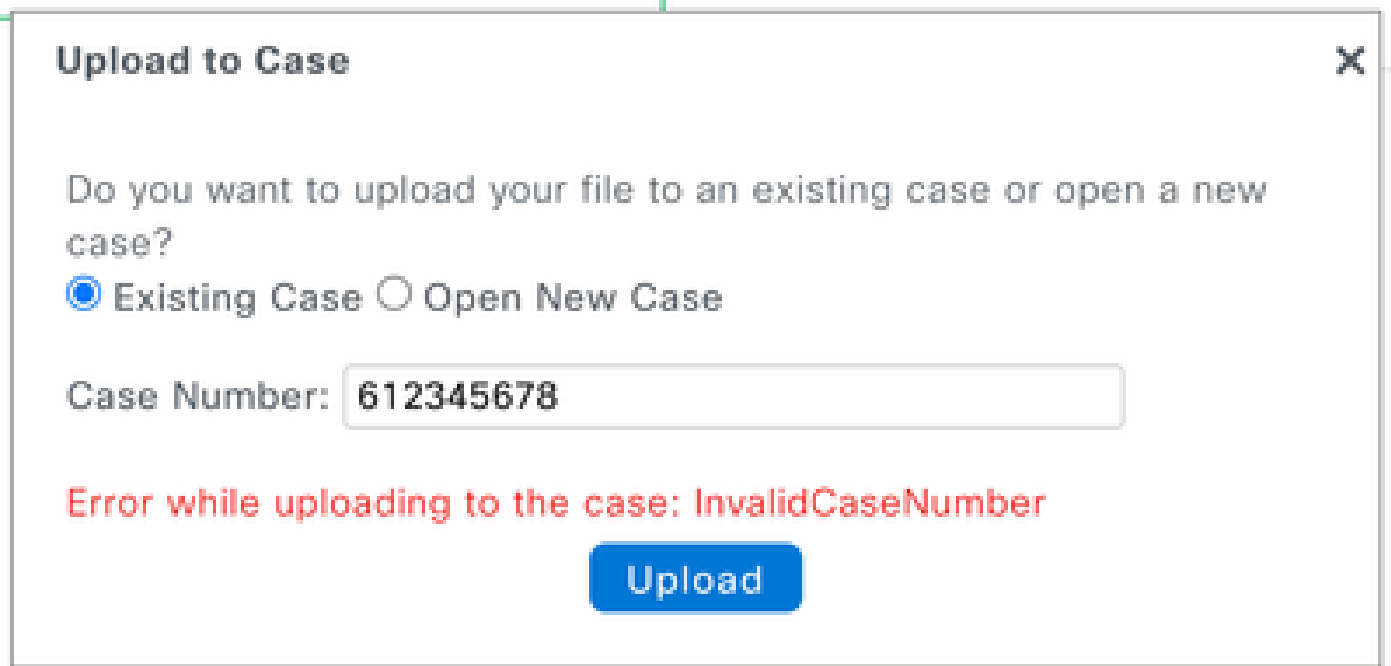 Upload to Case
Do you want to upload your file to an existing case or open a new
case?
Existing Case Open New Case
Case Number: 612345678
Error while uploading to the case: InvalidCaseNumber
Upload